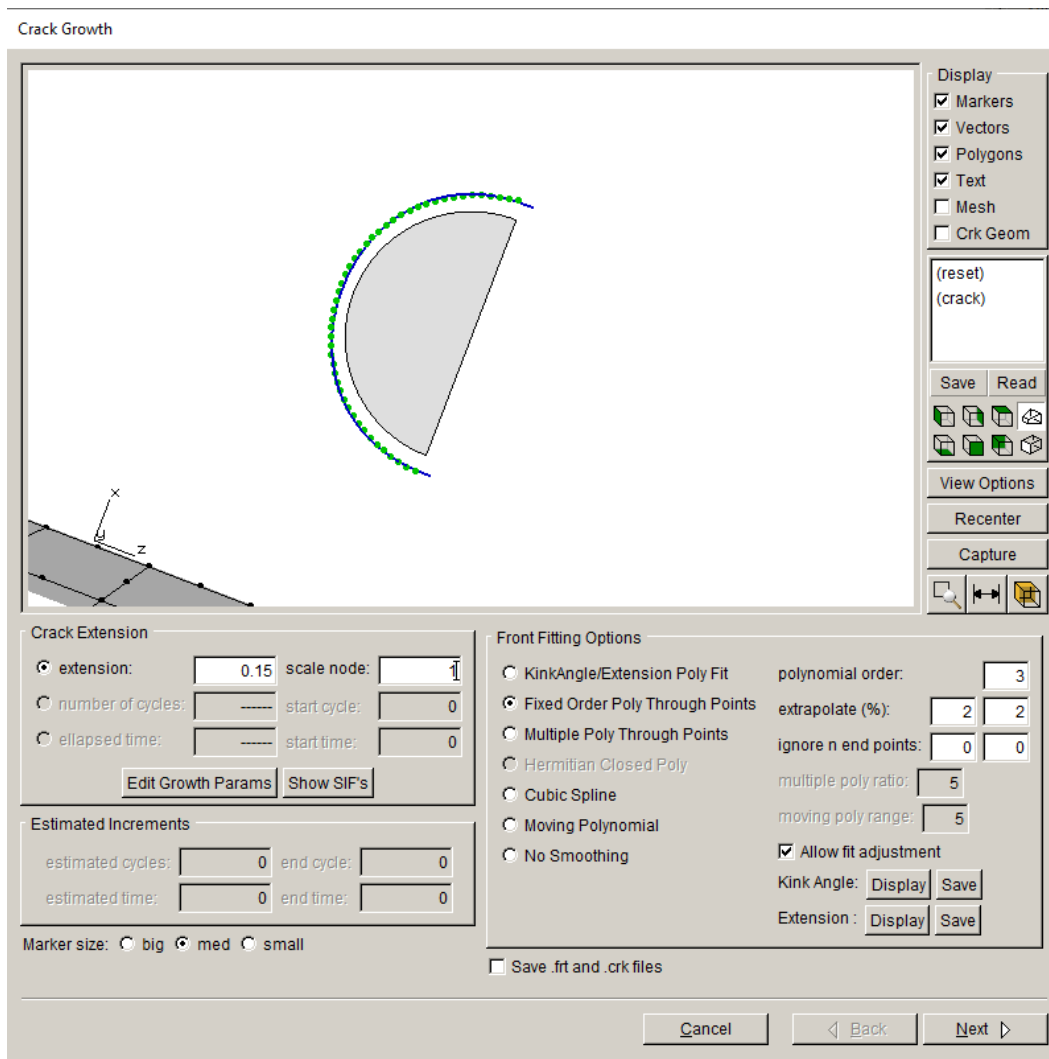 Crack Growth
Display
Markers
Vectors
Polygons
Text
Mesh
Crk Geom
(reset)
(crack)
Save Read
View Options
Recenter
Capture
x
y
z
Crack Extension
extension: 0.15 scale node: 1
number of cycles: ------ start cycle: 0
ellapsed time: ------ start time: 0
Edit Growth Params Show SIF's
Estimated Increments
estimated cycles: 0 end cycle: 0
estimated time: 0 end time: 0
Marker size: big med small
Front Fitting Options
KinkAngle/Extension Poly Fit
Fixed Order Poly Through Points
Multiple Poly Through Points
Hermitian Closed Poly
Cubic Spline
Moving Polynomial
No Smoothing
polynomial order: 3
extrapolate (%): 2 2
ignore n end points: 0 0
multiple poly ratio: 5
moving poly range: 5
Allow fit adjustment
Kink Angle: Display Save
Extension : Display Save
Save .frt and .crk files
Cancel Back Next